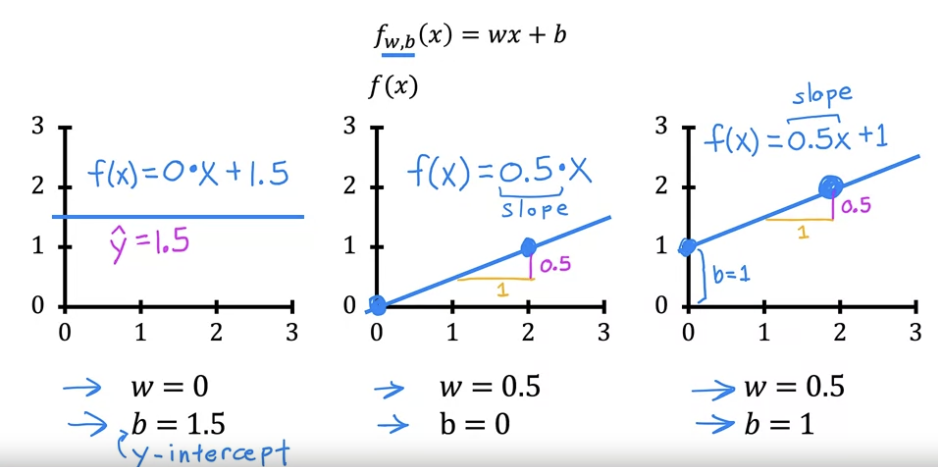 f_{w,b}(x) = wx + b
f(x)
3
2
1
0
0 1 2 3
f(x)=0·x+1.5
ŷ=1.5
→ w = 0
→ b = 1.5
y-intercept
3
2
1
0
0 1 2 3
f(x)=0.5·x
slope
0.5
1
→ w = 0.5
→ b = 0
3
2
1
0
0 1 2 3
slope
f(x)=0.5x+1
0.5
1
b=1
→ w = 0.5
→ b = 1